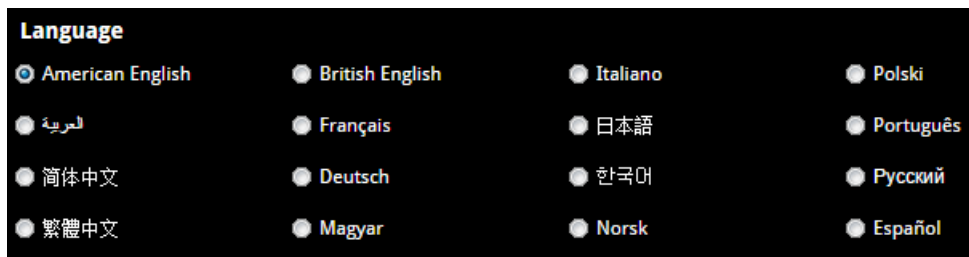 Language
American English British English Italiano Polski
العربية Français 日本語 Português
简体中文 Deutsch 한국어 Русский
繁體中文 Magyar Norsk Español